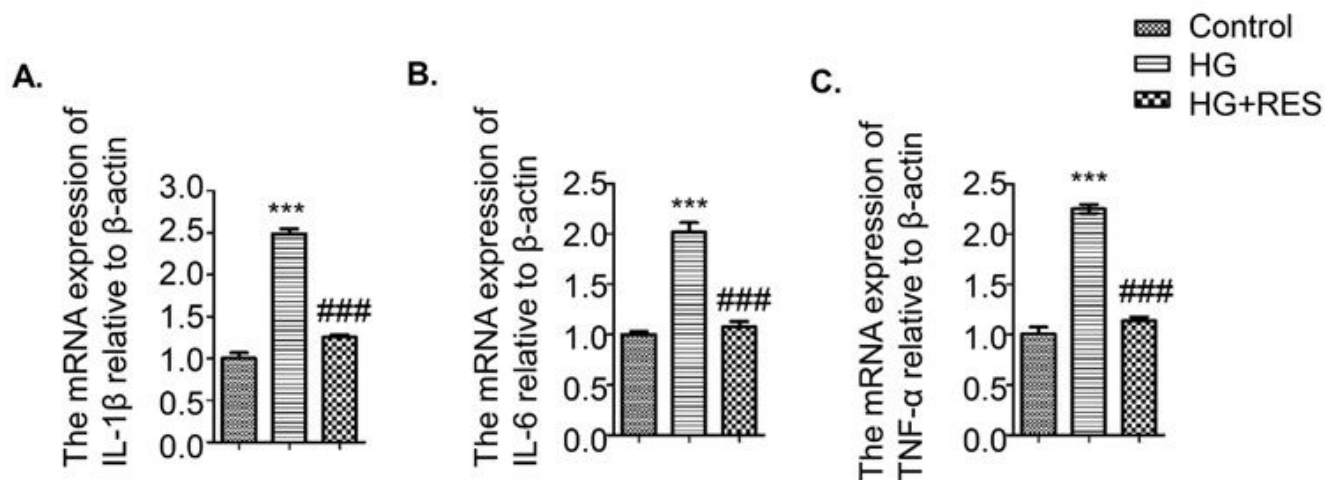 Control
HG
HG+RES
A.
The mRNA expression of
IL-1β relative to β-actin
3.0
2.5
2.0
1.5
1.0
0.5
0.0
***
###
B.
The mRNA expression of
IL-6 relative to β-actin
2.5
2.0
1.5
1.0
0.5
0.0
***
###
C.
The mRNA expression of
TNF-α relative to β-actin
2.5
2.0
1.5
1.0
0.5
0.0
***
###